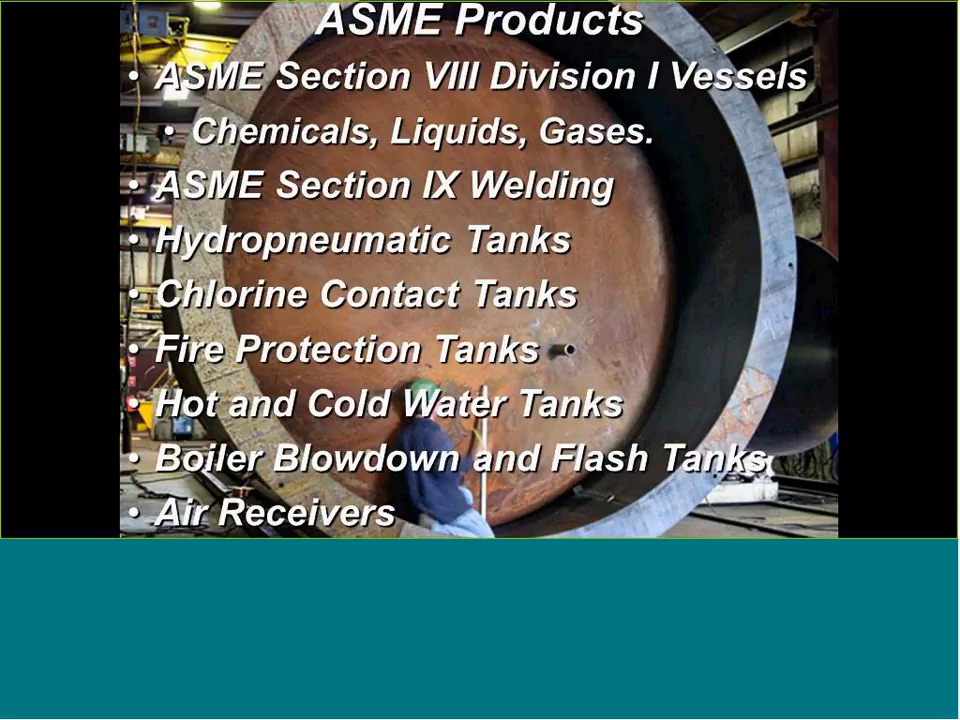 ASME Products
• ASME Section VIII Division I Vessels
• Chemicals, Liquids, Gases.
• ASME Section IX Welding
• Hydropneumatic Tanks
• Chlorine Contact Tanks
• Fire Protection Tanks
• Hot and Cold Water Tanks
• Boiler Blowdown and Flash Tanks
• Air Receivers